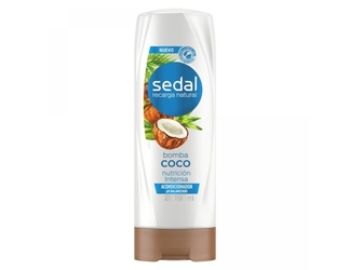 NUEVO
sedal
recarga natural
bomba
coco
nutrición
intensa
ACONDICIONADOR